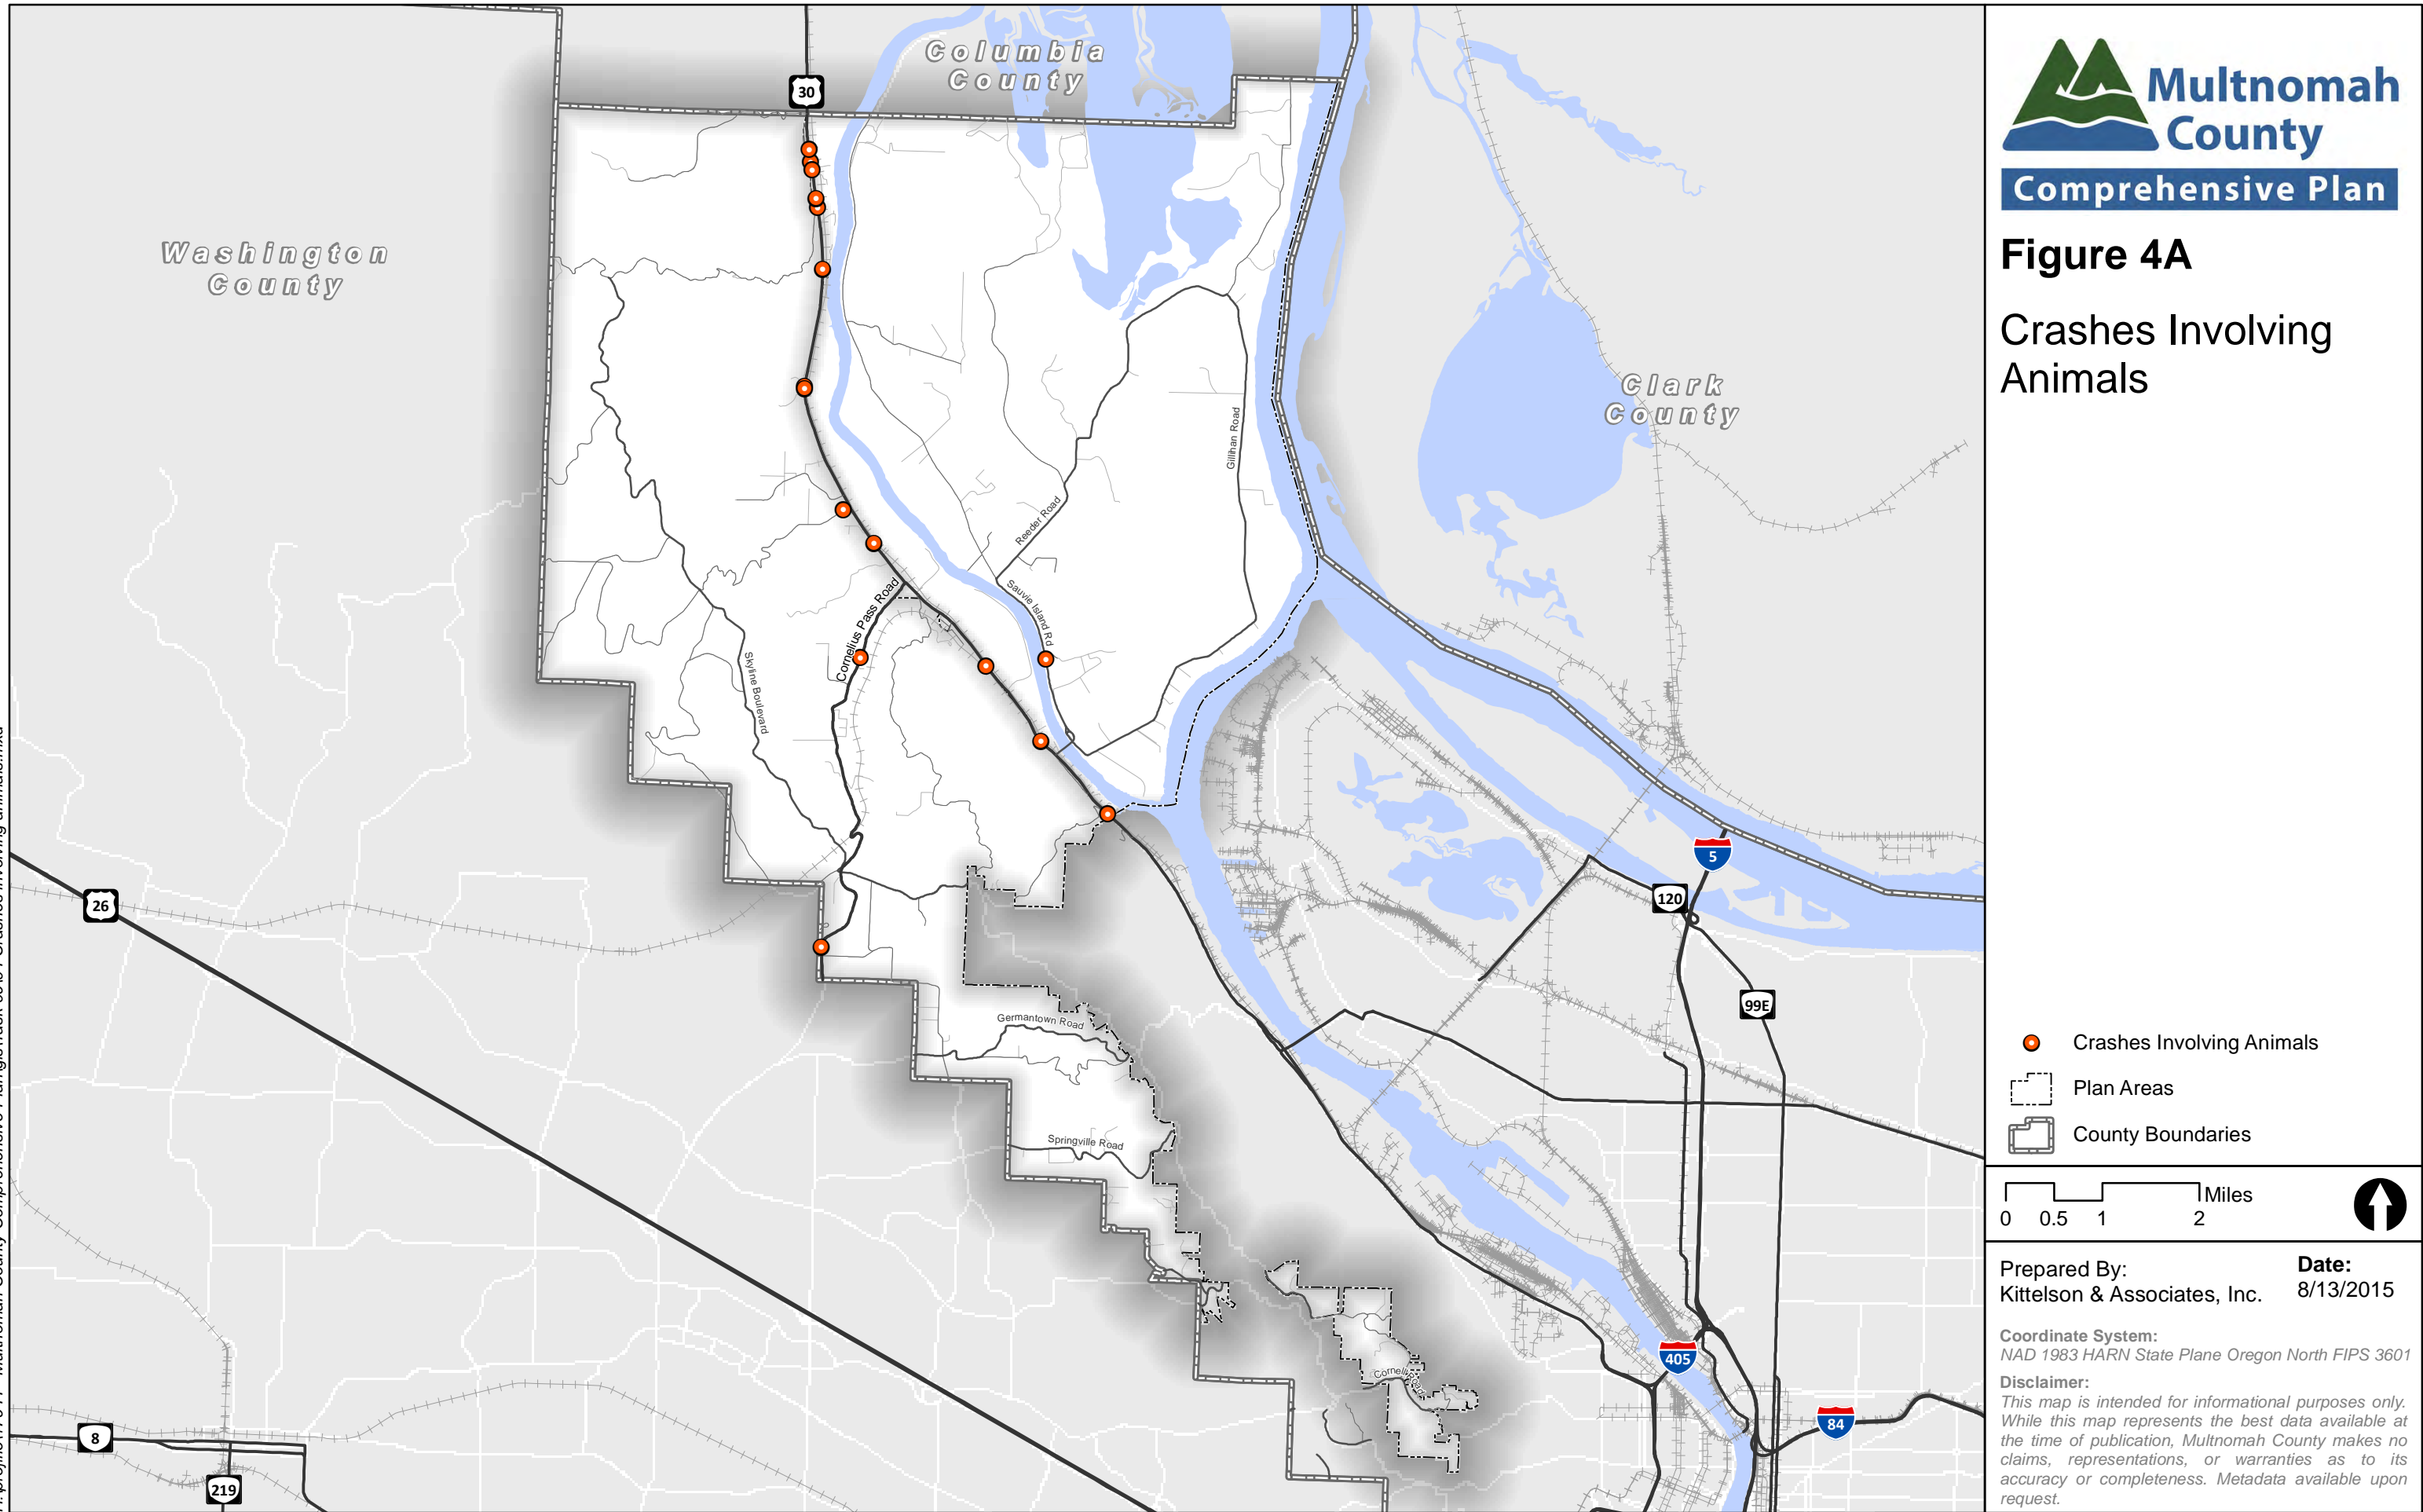 Columbia
County
30
Washington
County
Clark
County
Gillihan Road
Reeder Road
Sauvie Island Rd
Cornelius Pass Road
Skyline Boulevard
5
120
26
99E
Germantown Road
Springville Road
405
Cornell Road
84
8
219
Multnomah
County
Comprehensive Plan
Figure 4A
Crashes Involving
Animals
Crashes Involving Animals
Plan Areas
County Boundaries
Miles
0 0.5 1 2
Prepared By:
Kittelson & Associates, Inc.
Date:
8/13/2015
Coordinate System:
NAD 1983 HARN State Plane Oregon North FIPS 3601
Disclaimer:
This map is intended for informational purposes only.
While this map represents the best data available at
the time of publication, Multnomah County makes no
claims, representations, or warranties as to its
accuracy or completeness. Metadata available upon
request.